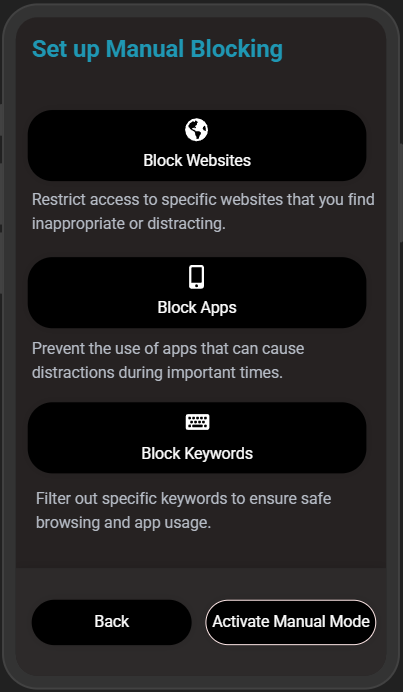 Set up Manual Blocking
Block Websites
Restrict access to specific websites that you find
inappropriate or distracting.
Block Apps
Prevent the use of apps that can cause
distractions during important times.
Block Keywords
Filter out specific keywords to ensure safe
browsing and app usage.
Back
Activate Manual Mode